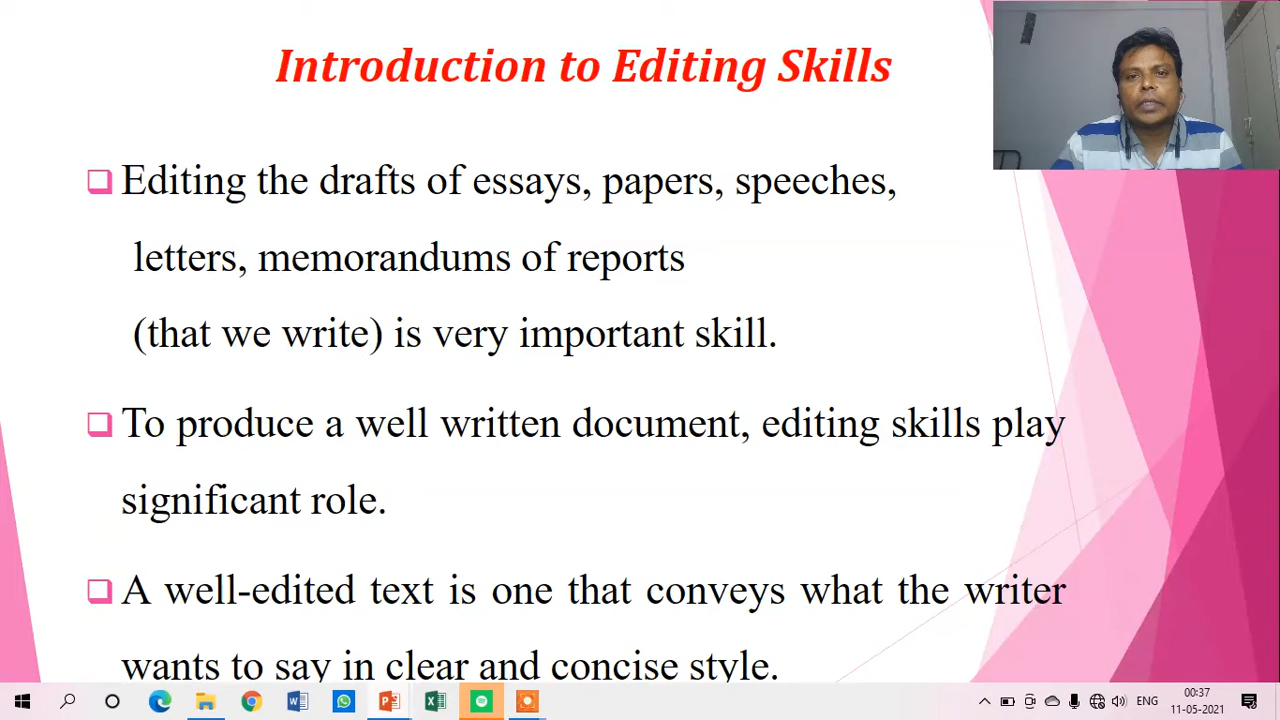 Introduction to Editing Skills
Editing the drafts of essays, papers, speeches,
letters, memorandums of reports
(that we write) is very important skill.
To produce a well written document, editing skills play
significant role.
A well-edited text is one that conveys what the writer
wants to say in clear and concise style.
ENG
00:37
11-05-2021